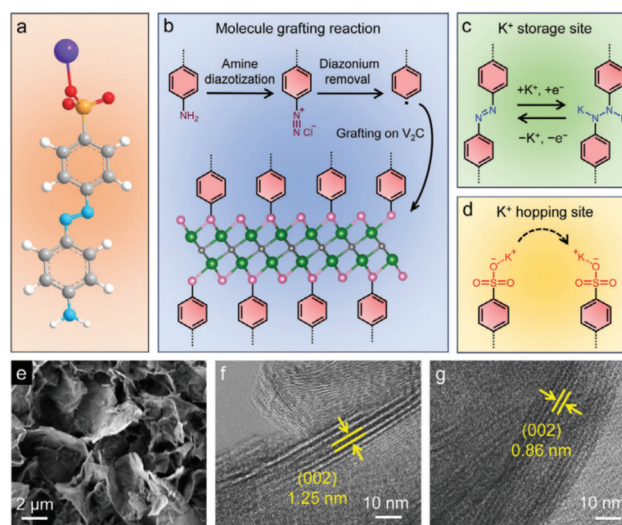 a
b
Molecule grafting reaction
Amine
diazotization
Diazonium
removal
NH₂
N⁺
N Cl⁻
Grafting on V₂C
c
K⁺ storage site
+K⁺, +e⁻
−K⁺, −e⁻
N=N
K
N
N
d
K⁺ hopping site
O⁻ K⁺
O=S=O
K⁺ O⁻
O=S=O
e
2 μm
f
(002)
1.25 nm
10 nm
g
(002)
0.86 nm
10 nm